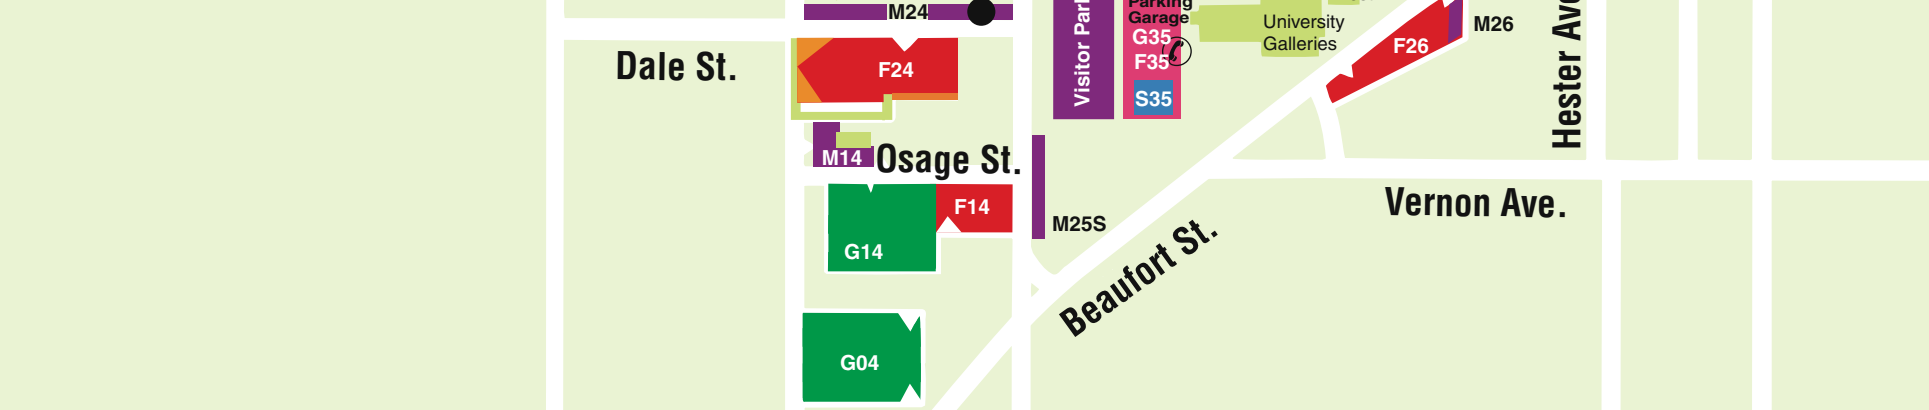 M24
Visitor Par
Parking
Garage
G35
F35
S35
University
Galleries
F26
M26
Hester Ave
Dale St.
F24
M14
Osage St.
F14
G14
M25S
Beaufort St.
Vernon Ave.
G04